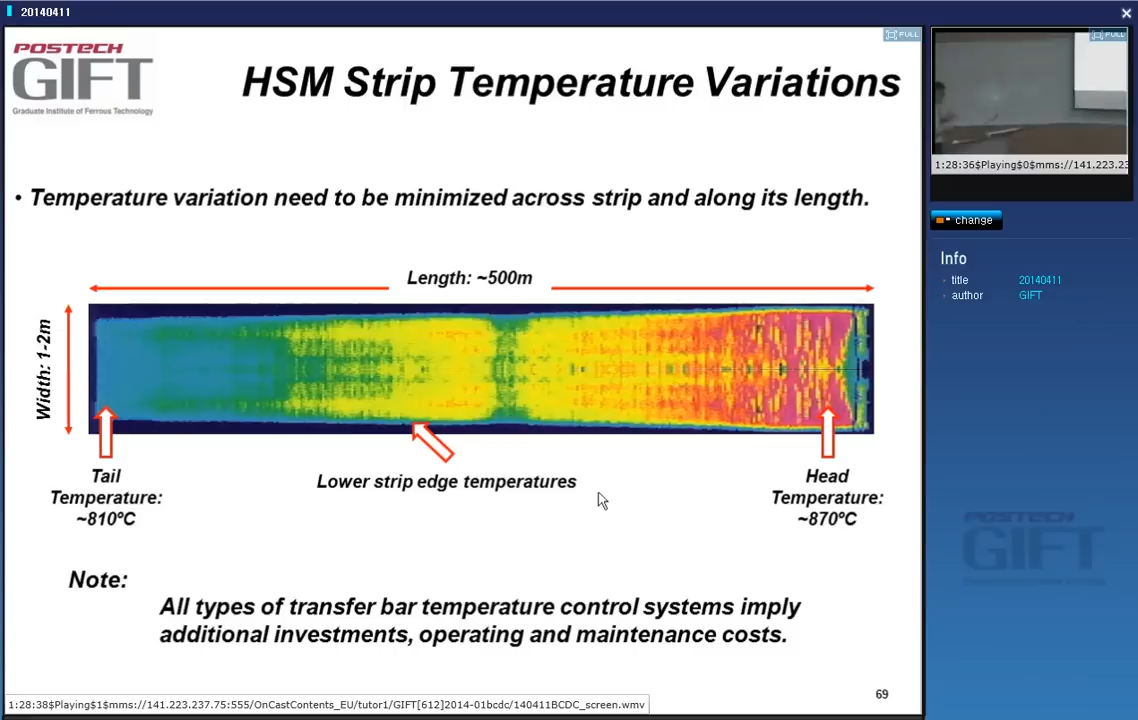 20140411
POSTECH
GIFT
Graduate Institute of Ferrous Technology
HSM Strip Temperature Variations
FULL
• Temperature variation need to be minimized across strip and along its length.
Length: ~500m
Width: 1-2m
Tail
Temperature:
~810ºC
Lower strip edge temperatures
Head
Temperature:
~870ºC
Note:
All types of transfer bar temperature control systems imply
additional investments, operating and maintenance costs.
69
1:28:38$Playing$1$mms://141.223.237.75:555/OnCastContents_EU/tutor1/GIFT[612]2014-01bcdc/140411BCDC_screen.wmv
FULL
1:28:36$Playing$0$mms://141.223.23
change
Info
title 20140411
author GIFT
POSTECH
GIFT